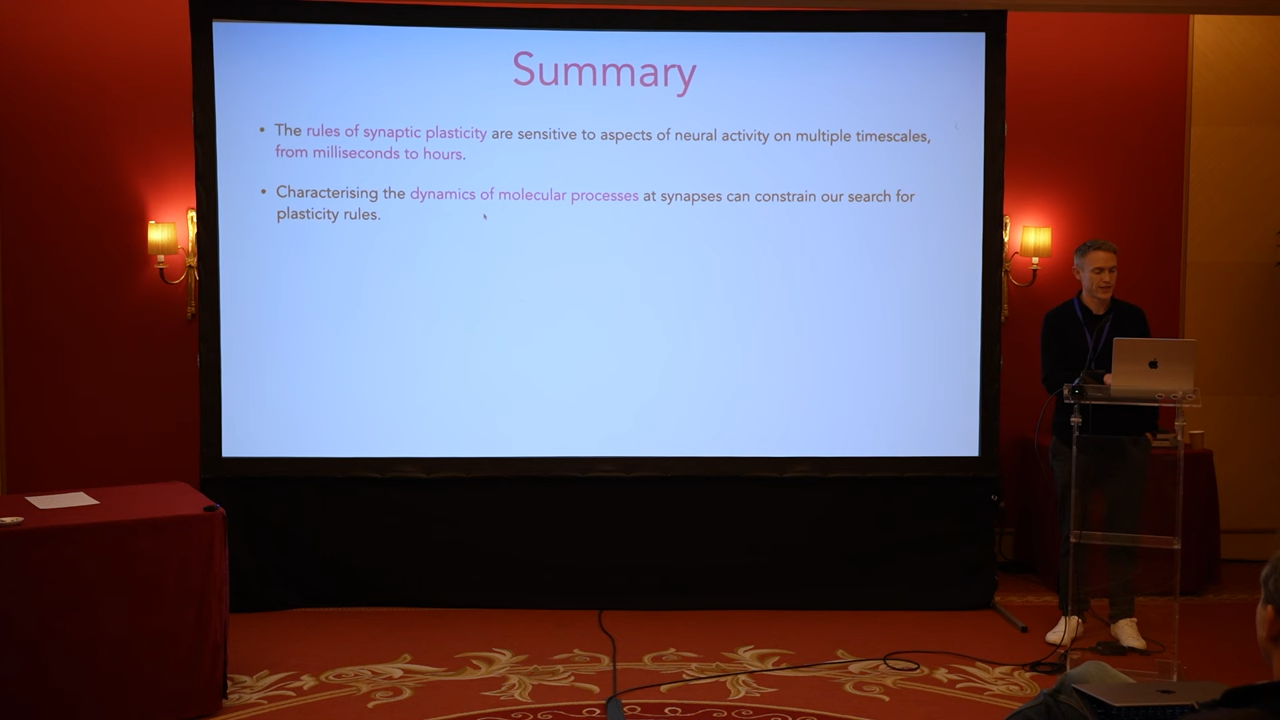 Summary
• The rules of synaptic plasticity are sensitive to aspects of neural activity on multiple timescales,
from milliseconds to hours.
• Characterising the dynamics of molecular processes at synapses can constrain our search for
plasticity rules.